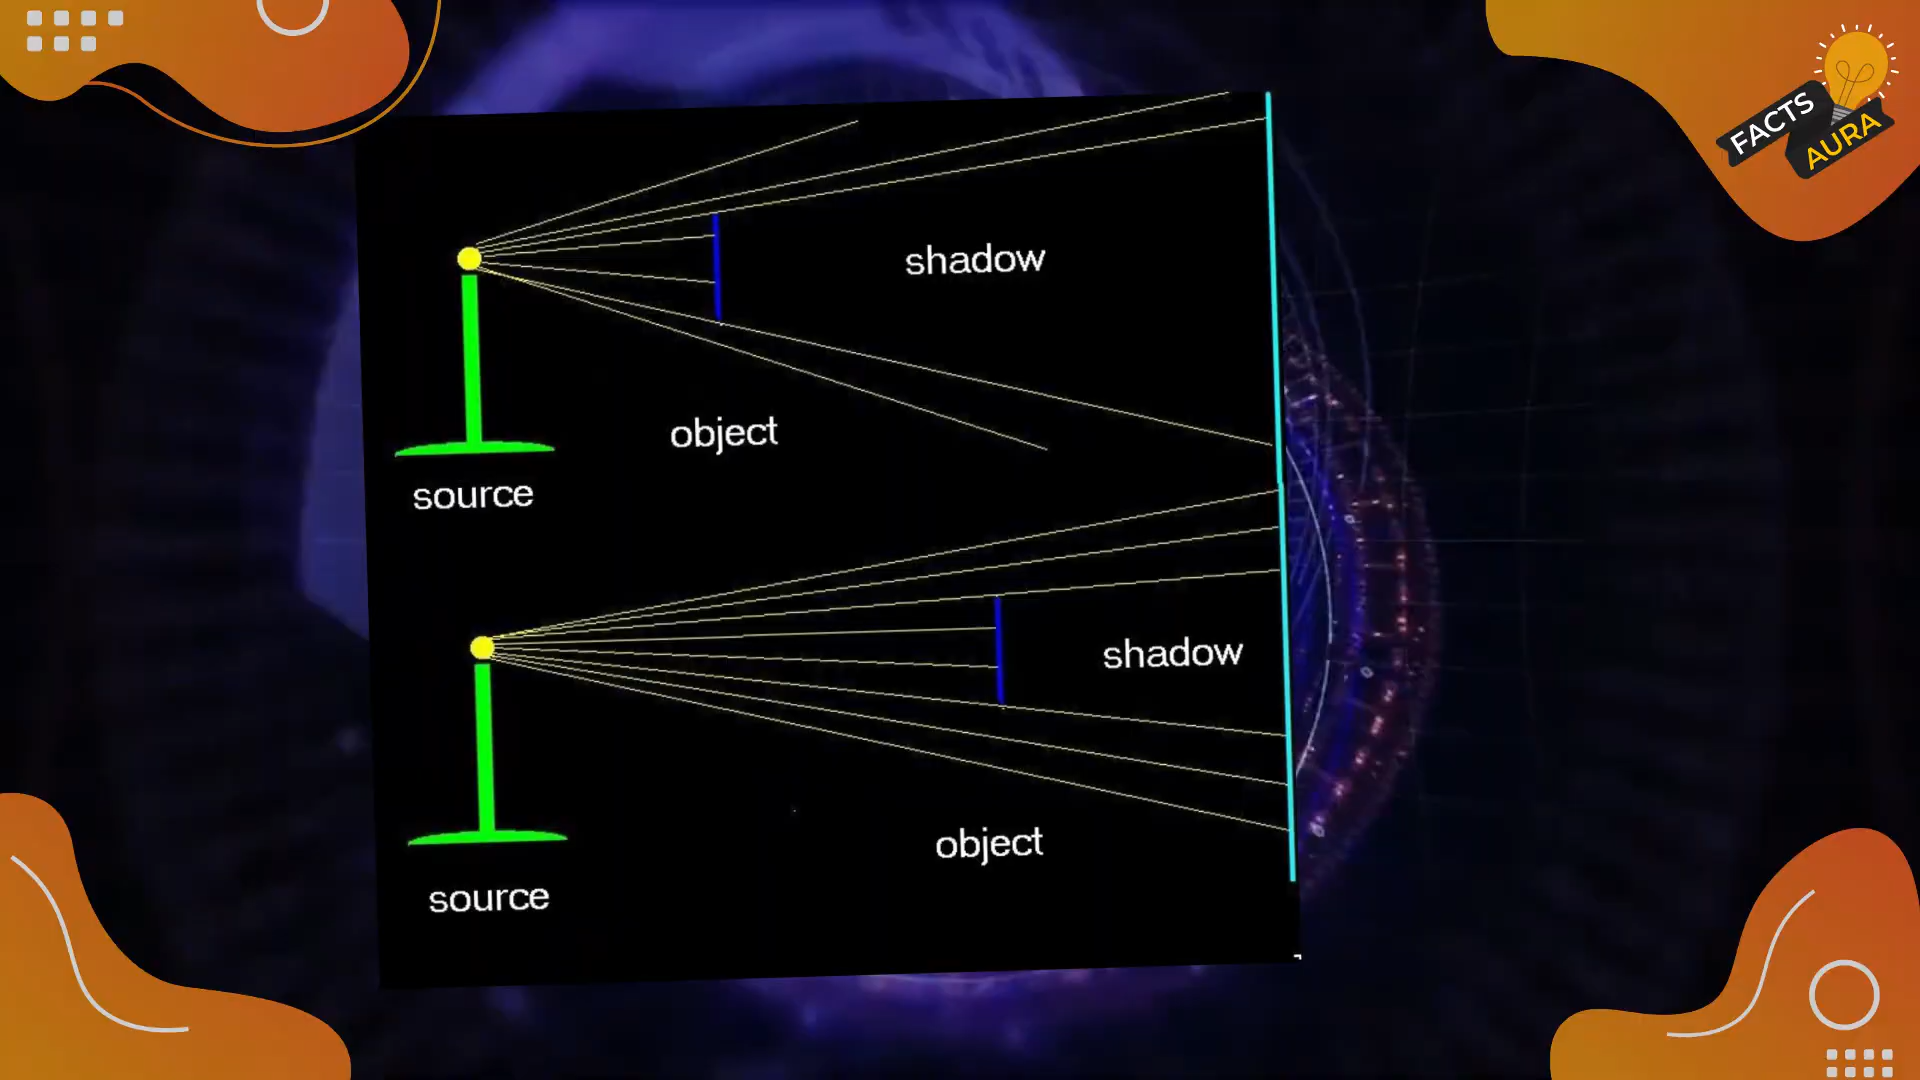 FACTS
AURA
shadow
object
source
shadow
object
source